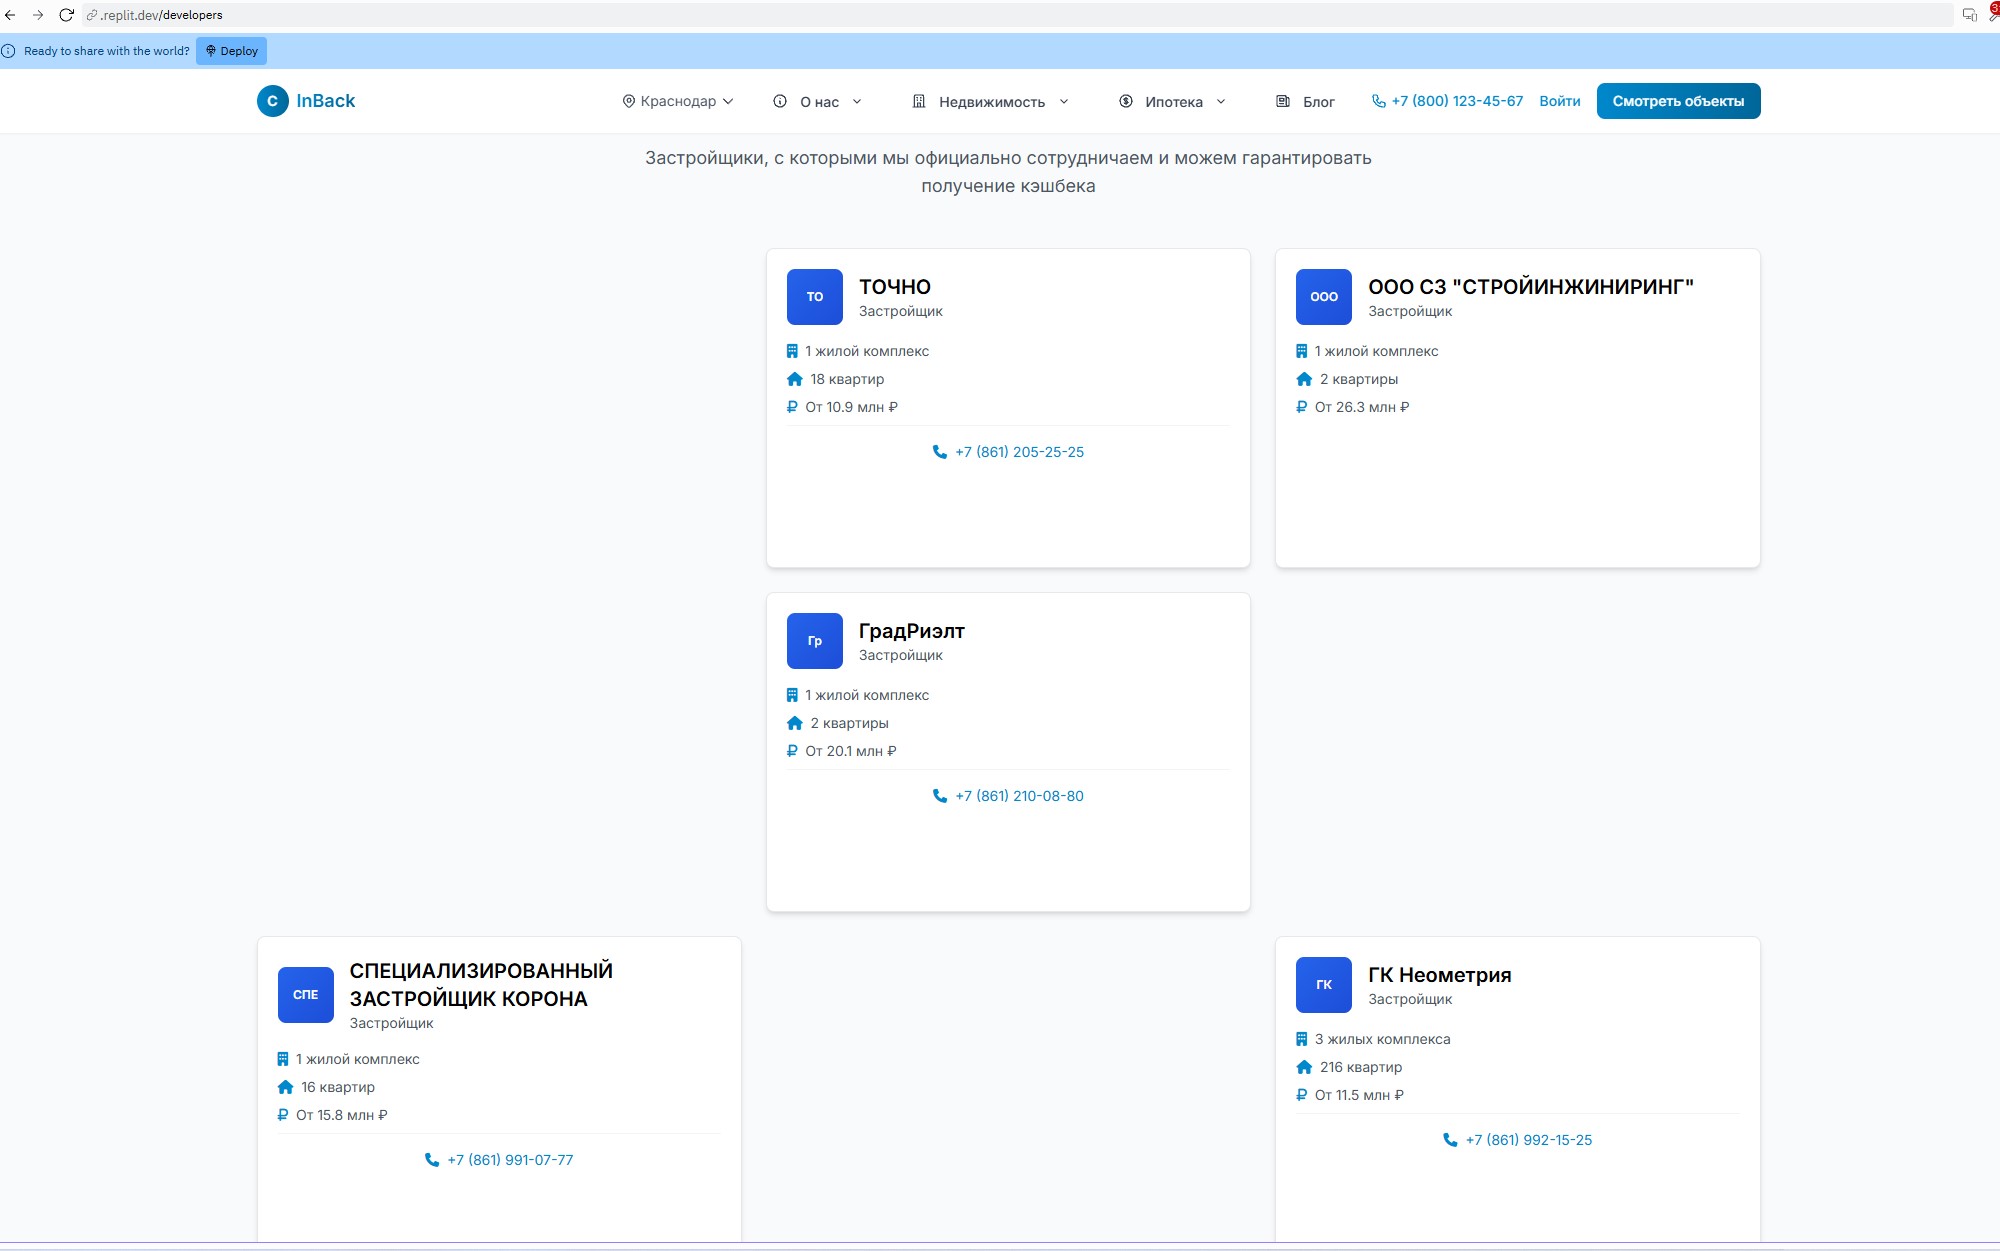 .replit.dev/developers
3
Ready to share with the world? Deploy
C InBack Краснодар О нас Недвижимость Ипотека Блог +7 (800) 123-45-67 Войти Смотреть объекты
Застройщики, с которыми мы официально сотрудничаем и можем гарантировать
получение кэшбека
ТО
ТОЧНО
Застройщик
1 жилой комплекс
18 квартир
От 10.9 млн ₽
+7 (861) 205-25-25
ООО
ООО СЗ "СТРОЙИНЖИНИРИНГ"
Застройщик
1 жилой комплекс
2 квартиры
От 26.3 млн ₽
Гр
ГрадРиэлт
Застройщик
1 жилой комплекс
2 квартиры
От 20.1 млн ₽
+7 (861) 210-08-80
СПЕ
СПЕЦИАЛИЗИРОВАННЫЙ
ЗАСТРОЙЩИК КОРОНА
Застройщик
1 жилой комплекс
16 квартир
От 15.8 млн ₽
+7 (861) 991-07-77
ГК
ГК Неометрия
Застройщик
3 жилых комплекса
216 квартир
От 11.5 млн ₽
+7 (861) 992-15-25